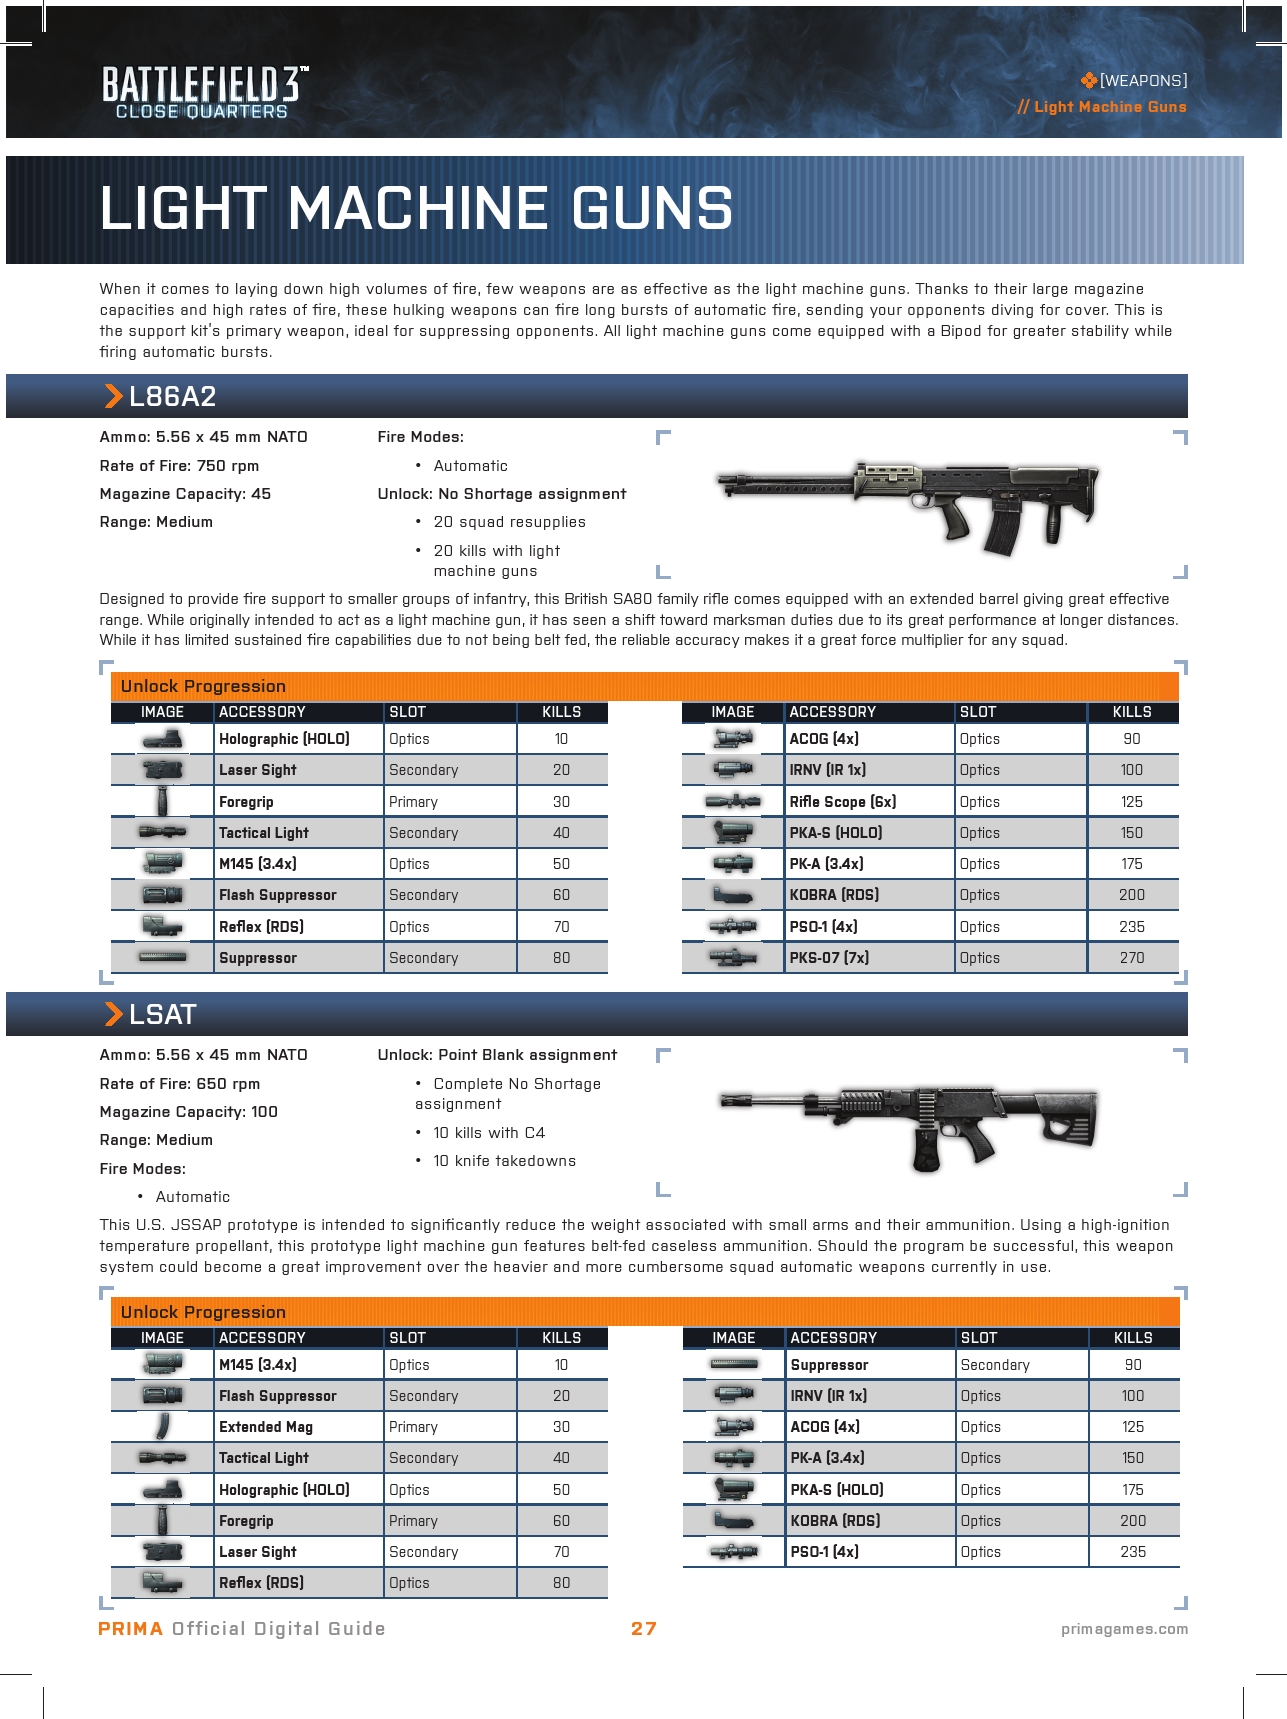 BATTLEFIELD 3™
CLOSE QUARTERS
[WEAPONS]
// Light Machine Guns
LIGHT MACHINE GUNS
When it comes to laying down high volumes of fire, few weapons are as effective as the light machine guns. Thanks to their large magazine
capacities and high rates of fire, these hulking weapons can fire long bursts of automatic fire, sending your opponents diving for cover. This is
the support kit's primary weapon, ideal for suppressing opponents. All light machine guns come equipped with a Bipod for greater stability while
firing automatic bursts.
L86A2
Ammo: 5.56 x 45 mm NATO
Rate of Fire: 750 rpm
Magazine Capacity: 45
Range: Medium
Fire Modes:
• Automatic
Unlock: No Shortage assignment
• 20 squad resupplies
• 20 kills with light
machine guns
Designed to provide fire support to smaller groups of infantry, this British SA80 family rifle comes equipped with an extended barrel giving great effective
range. While originally intended to act as a light machine gun, it has seen a shift toward marksman duties due to its great performance at longer distances.
While it has limited sustained fire capabilities due to not being belt fed, the reliable accuracy makes it a great force multiplier for any squad.
Unlock Progression
IMAGE ACCESSORY SLOT KILLS
Holographic (HOLO) Optics 10
Laser Sight Secondary 20
Foregrip Primary 30
Tactical Light Secondary 40
M145 (3.4x) Optics 50
Flash Suppressor Secondary 60
Reflex (RDS) Optics 70
Suppressor Secondary 80
IMAGE ACCESSORY SLOT KILLS
ACOG (4x) Optics 90
IRNV (IR 1x) Optics 100
Rifle Scope (6x) Optics 125
PKA-S (HOLO) Optics 150
PK-A (3.4x) Optics 175
KOBRA (RDS) Optics 200
PSO-1 (4x) Optics 235
PKS-07 (7x) Optics 270
LSAT
Ammo: 5.56 x 45 mm NATO
Rate of Fire: 650 rpm
Magazine Capacity: 100
Range: Medium
Fire Modes:
• Automatic
Unlock: Point Blank assignment
• Complete No Shortage
assignment
• 10 kills with C4
• 10 knife takedowns
This U.S. JSSAP prototype is intended to significantly reduce the weight associated with small arms and their ammunition. Using a high-ignition
temperature propellant, this prototype light machine gun features belt-fed caseless ammunition. Should the program be successful, this weapon
system could become a great improvement over the heavier and more cumbersome squad automatic weapons currently in use.
Unlock Progression
IMAGE ACCESSORY SLOT KILLS
M145 (3.4x) Optics 10
Flash Suppressor Secondary 20
Extended Mag Primary 30
Tactical Light Secondary 40
Holographic (HOLO) Optics 50
Foregrip Primary 60
Laser Sight Secondary 70
Reflex (RDS) Optics 80
IMAGE ACCESSORY SLOT KILLS
Suppressor Secondary 90
IRNV (IR 1x) Optics 100
ACOG (4x) Optics 125
PK-A (3.4x) Optics 150
PKA-S (HOLO) Optics 175
KOBRA (RDS) Optics 200
PSO-1 (4x) Optics 235
PRIMA Official Digital Guide
27
primagames.com